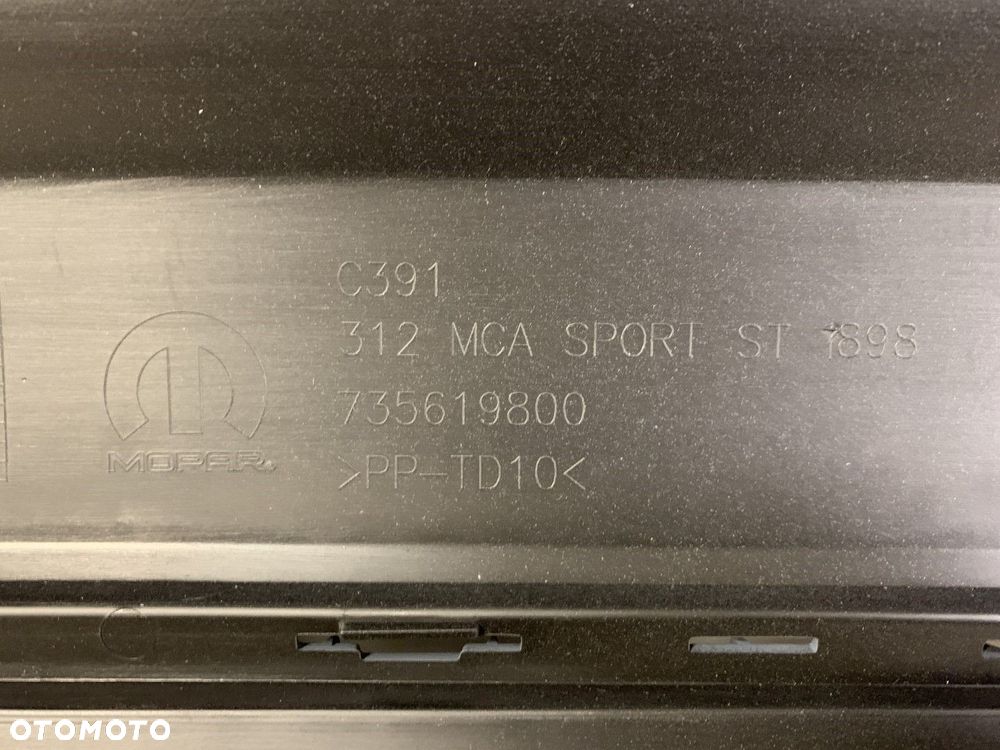 C391
312 MCA SPORT ST 1898
735619800
>PP-TD10<
MOPAR
OTOMOTO